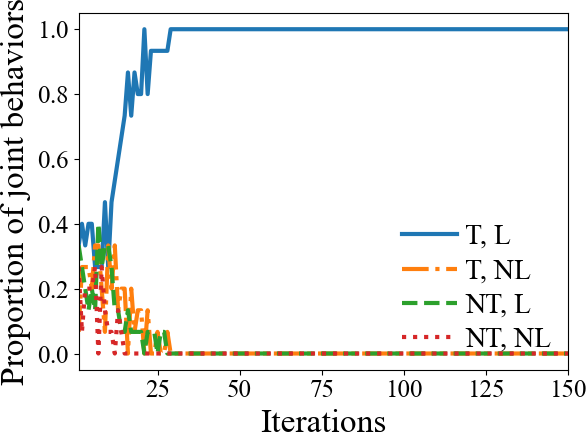 Proportion of joint behaviors
1.0
0.8
0.6
0.4
0.2
0.0
T, L
T, NL
NT, L
NT, NL
25 50 75 100 125 150
Iterations